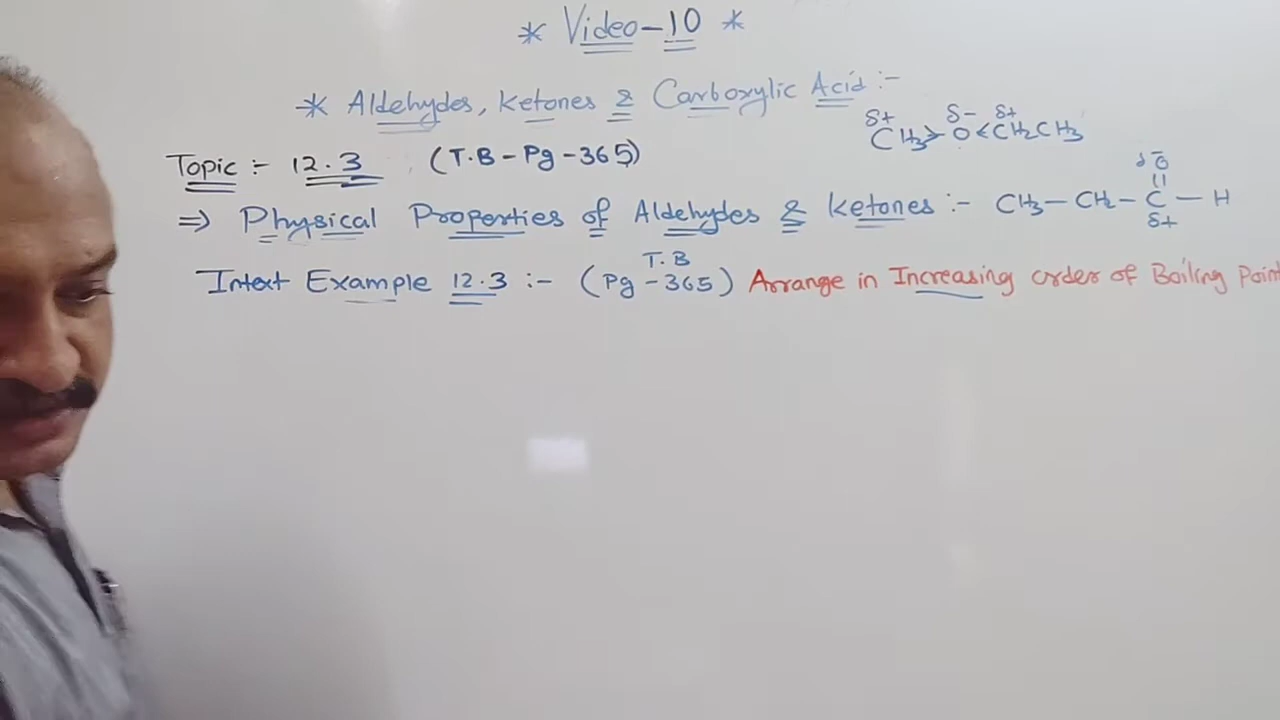 * Video-10 *
* Aldehydes, Ketones & Carboxylic Acid :-
δ+ δ- δ+
CH3 > O < CH2CH3
Topic :- 12.3 (T.B-Pg-365)
δ- O
||
⇒ Physical Properties of Aldehydes & Ketones :- CH3-CH2-C-H
δ+
T.B
Intext Example 12.3 :- (Pg-365) Arrange in Increasing order of Boiling Point